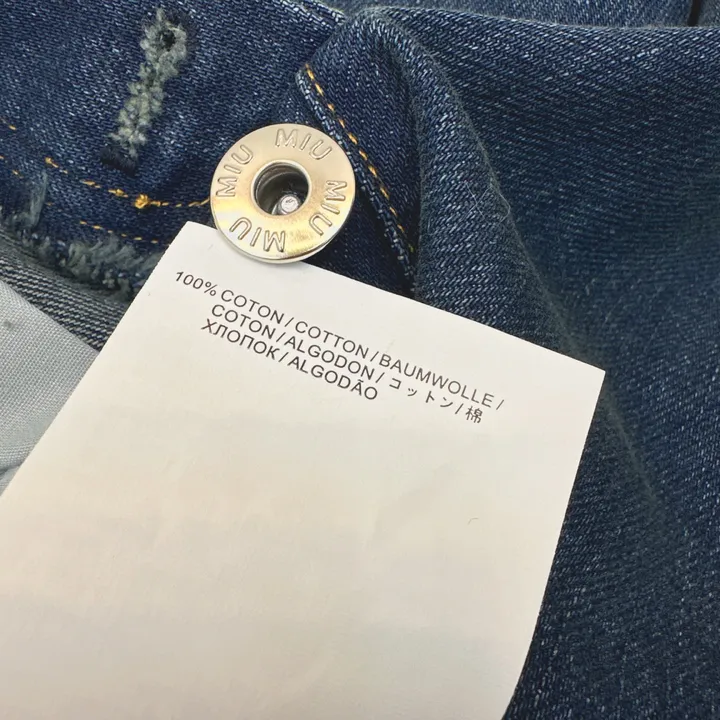 MIU MIU MIU MIU
100% COTON / COTTON / BAUMWOLLE /
COTON / ALGODON / コットン / 棉
ХЛОПОК / ALGODÃO